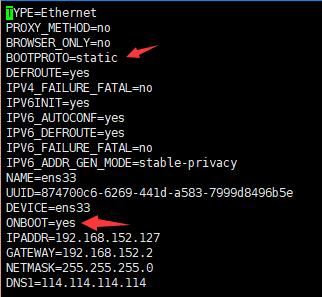 TYPE=Ethernet
PROXY_METHOD=no
BROWSER_ONLY=no
BOOTPROTO=static
DEFROUTE=yes
IPV4_FAILURE_FATAL=no
IPV6INIT=yes
IPV6_AUTOCONF=yes
IPV6_DEFROUTE=yes
IPV6_FAILURE_FATAL=no
IPV6_ADDR_GEN_MODE=stable-privacy
NAME=ens33
UUID=874700c6-6269-441d-a583-7999d8496b5e
DEVICE=ens33
ONBOOT=yes
IPADDR=192.168.152.127
GATEWAY=192.168.152.2
NETMASK=255.255.255.0
DNS1=114.114.114.114